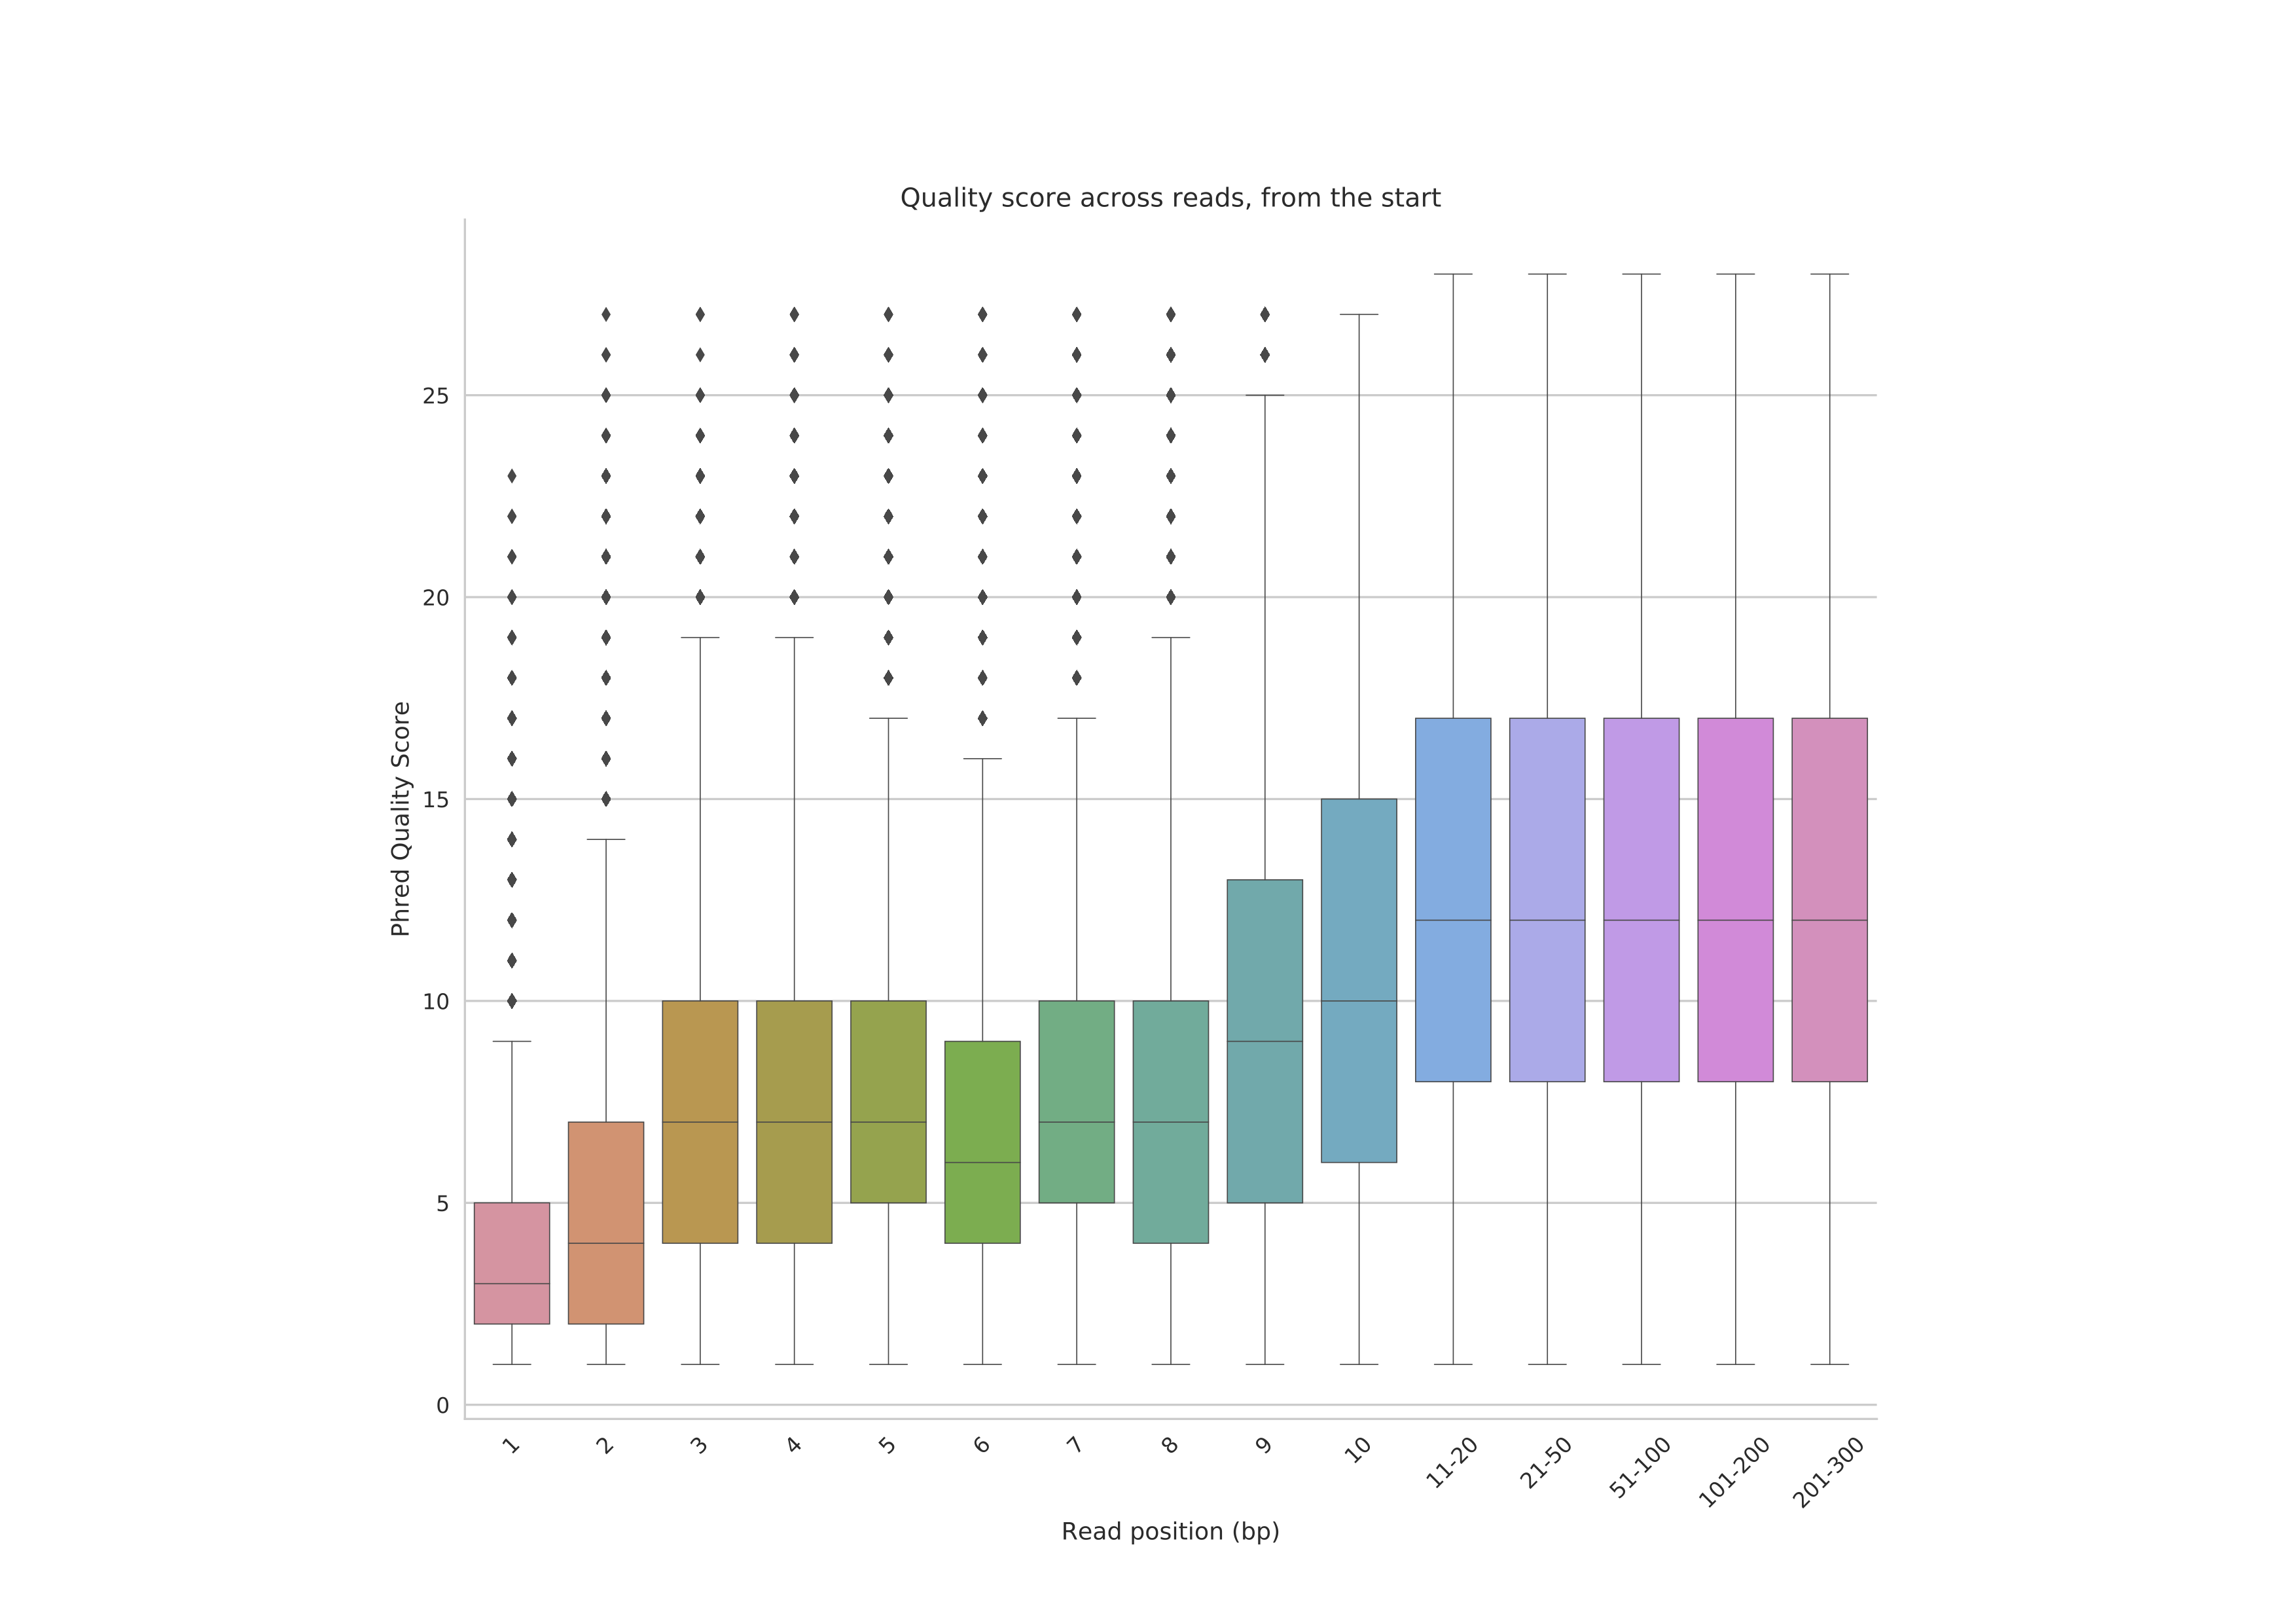 Quality score across reads, from the start
Phred Quality Score
25
20
15
10
5
0
1 2 3 4 5 6 7 8 9 10 11-20 21-50 51-100 101-200 201-300
Read position (bp)